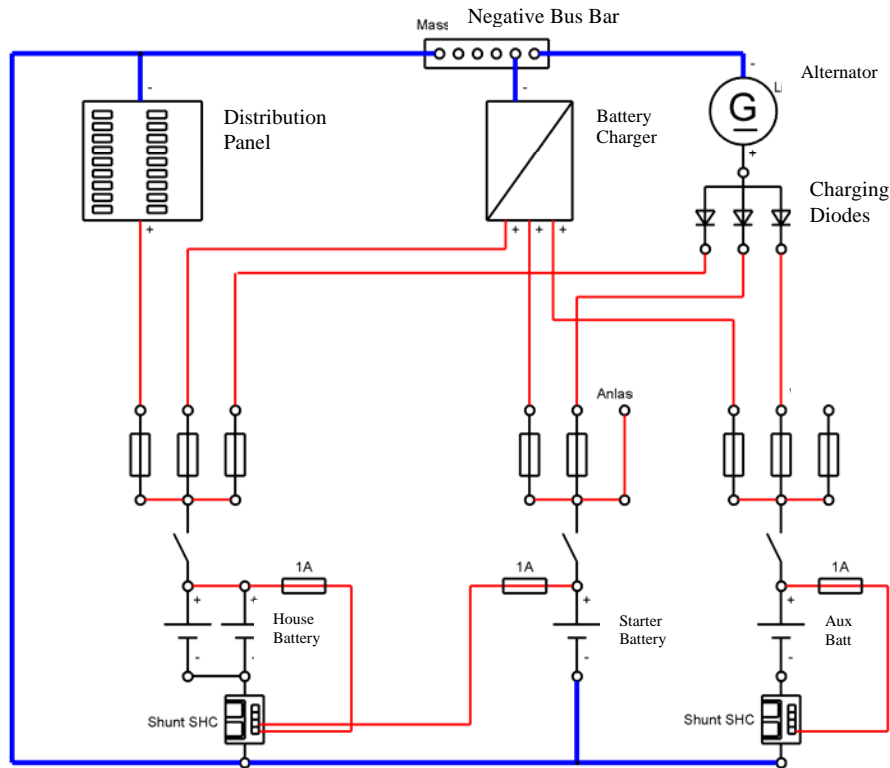 Negative Bus Bar
Mass
-
-
-
Alternator
G
Distribution
Panel
Battery
Charger
+
Charging
Diodes
+
+ + +
Anlas
1A
1A
1A
+
+
+
House
Battery
Starter
Battery
Aux
Batt
-
-
-
Shunt SHC
Shunt SHC